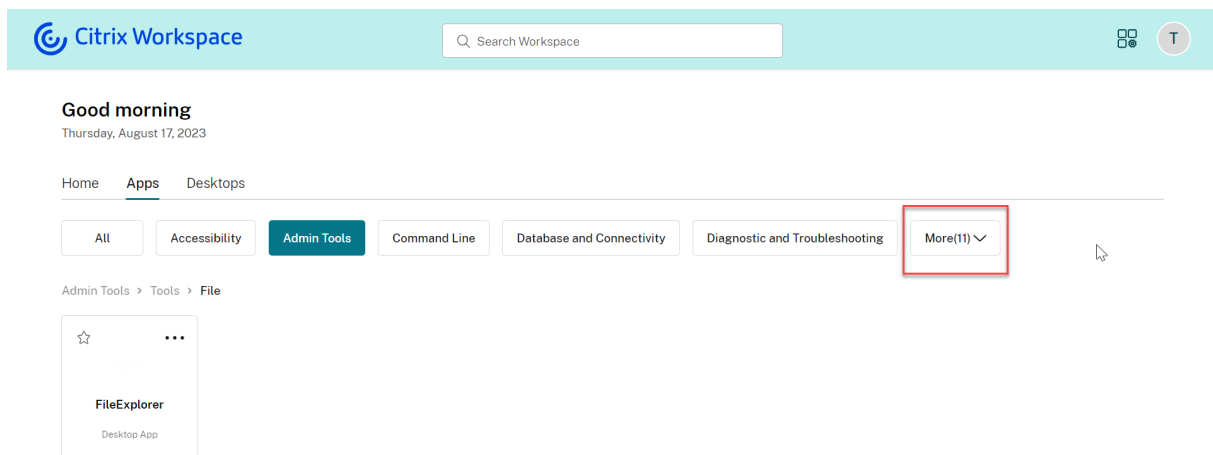 Citrix Workspace
Search Workspace
T
Good morning
Thursday, August 17, 2023
Home Apps Desktops
All Accessibility Admin Tools Command Line Database and Connectivity Diagnostic and Troubleshooting More(11)
Admin Tools > Tools > File
FileExplorer
Desktop App